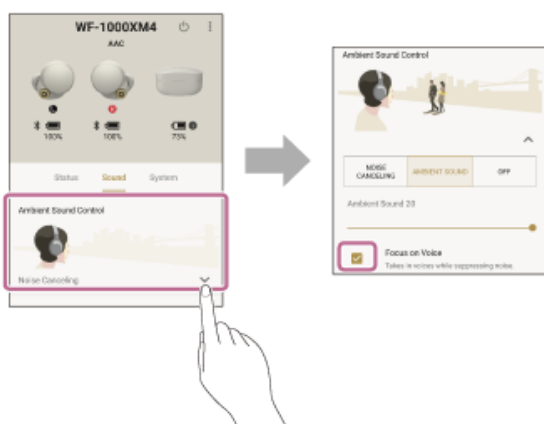 WF-1000XM4
AAC
L
R
100%
100%
75%
Status Sound System
Ambient Sound Control
Noise Canceling
Ambient Sound Control
NOISE CANCELING
AMBIENT SOUND
OFF
Ambient Sound 20
Focus on Voice
Takes in voices while suppressing noise.